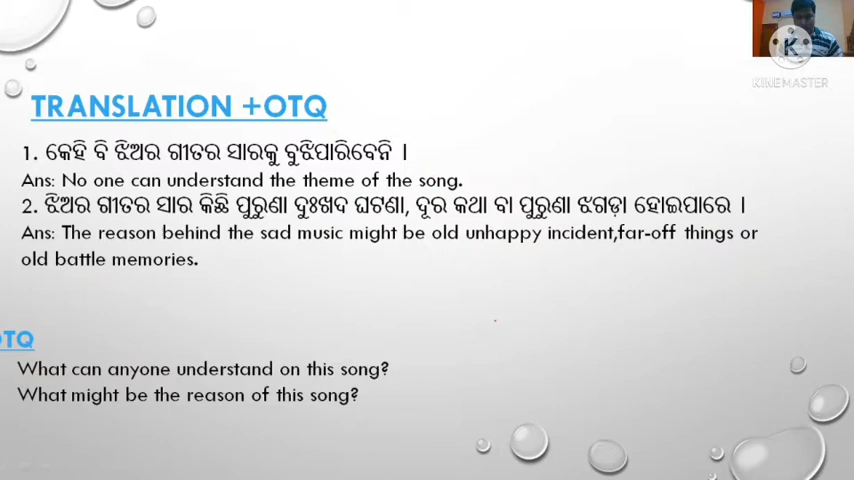 KINEMASTER
TRANSLATION +OTQ
1. କେହି ବି ଝିଅର ଗୀତର ସାରକୁ ବୁଝିପାରିବେନି ।
Ans: No one can understand the theme of the song.
2. ଝିଅର ଗୀତର ସାର କିଛି ପୁରୁଣା ଦୁଃଖଦ ଘଟଣା, ଦୂର କଥା ବା ପୁରୁଣା ଝଗଡ଼ା ହୋଇପାରେ ।
Ans: The reason behind the sad music might be old unhappy incident,far-off things or
old battle memories.
OTQ
What can anyone understand on this song?
What might be the reason of this song?